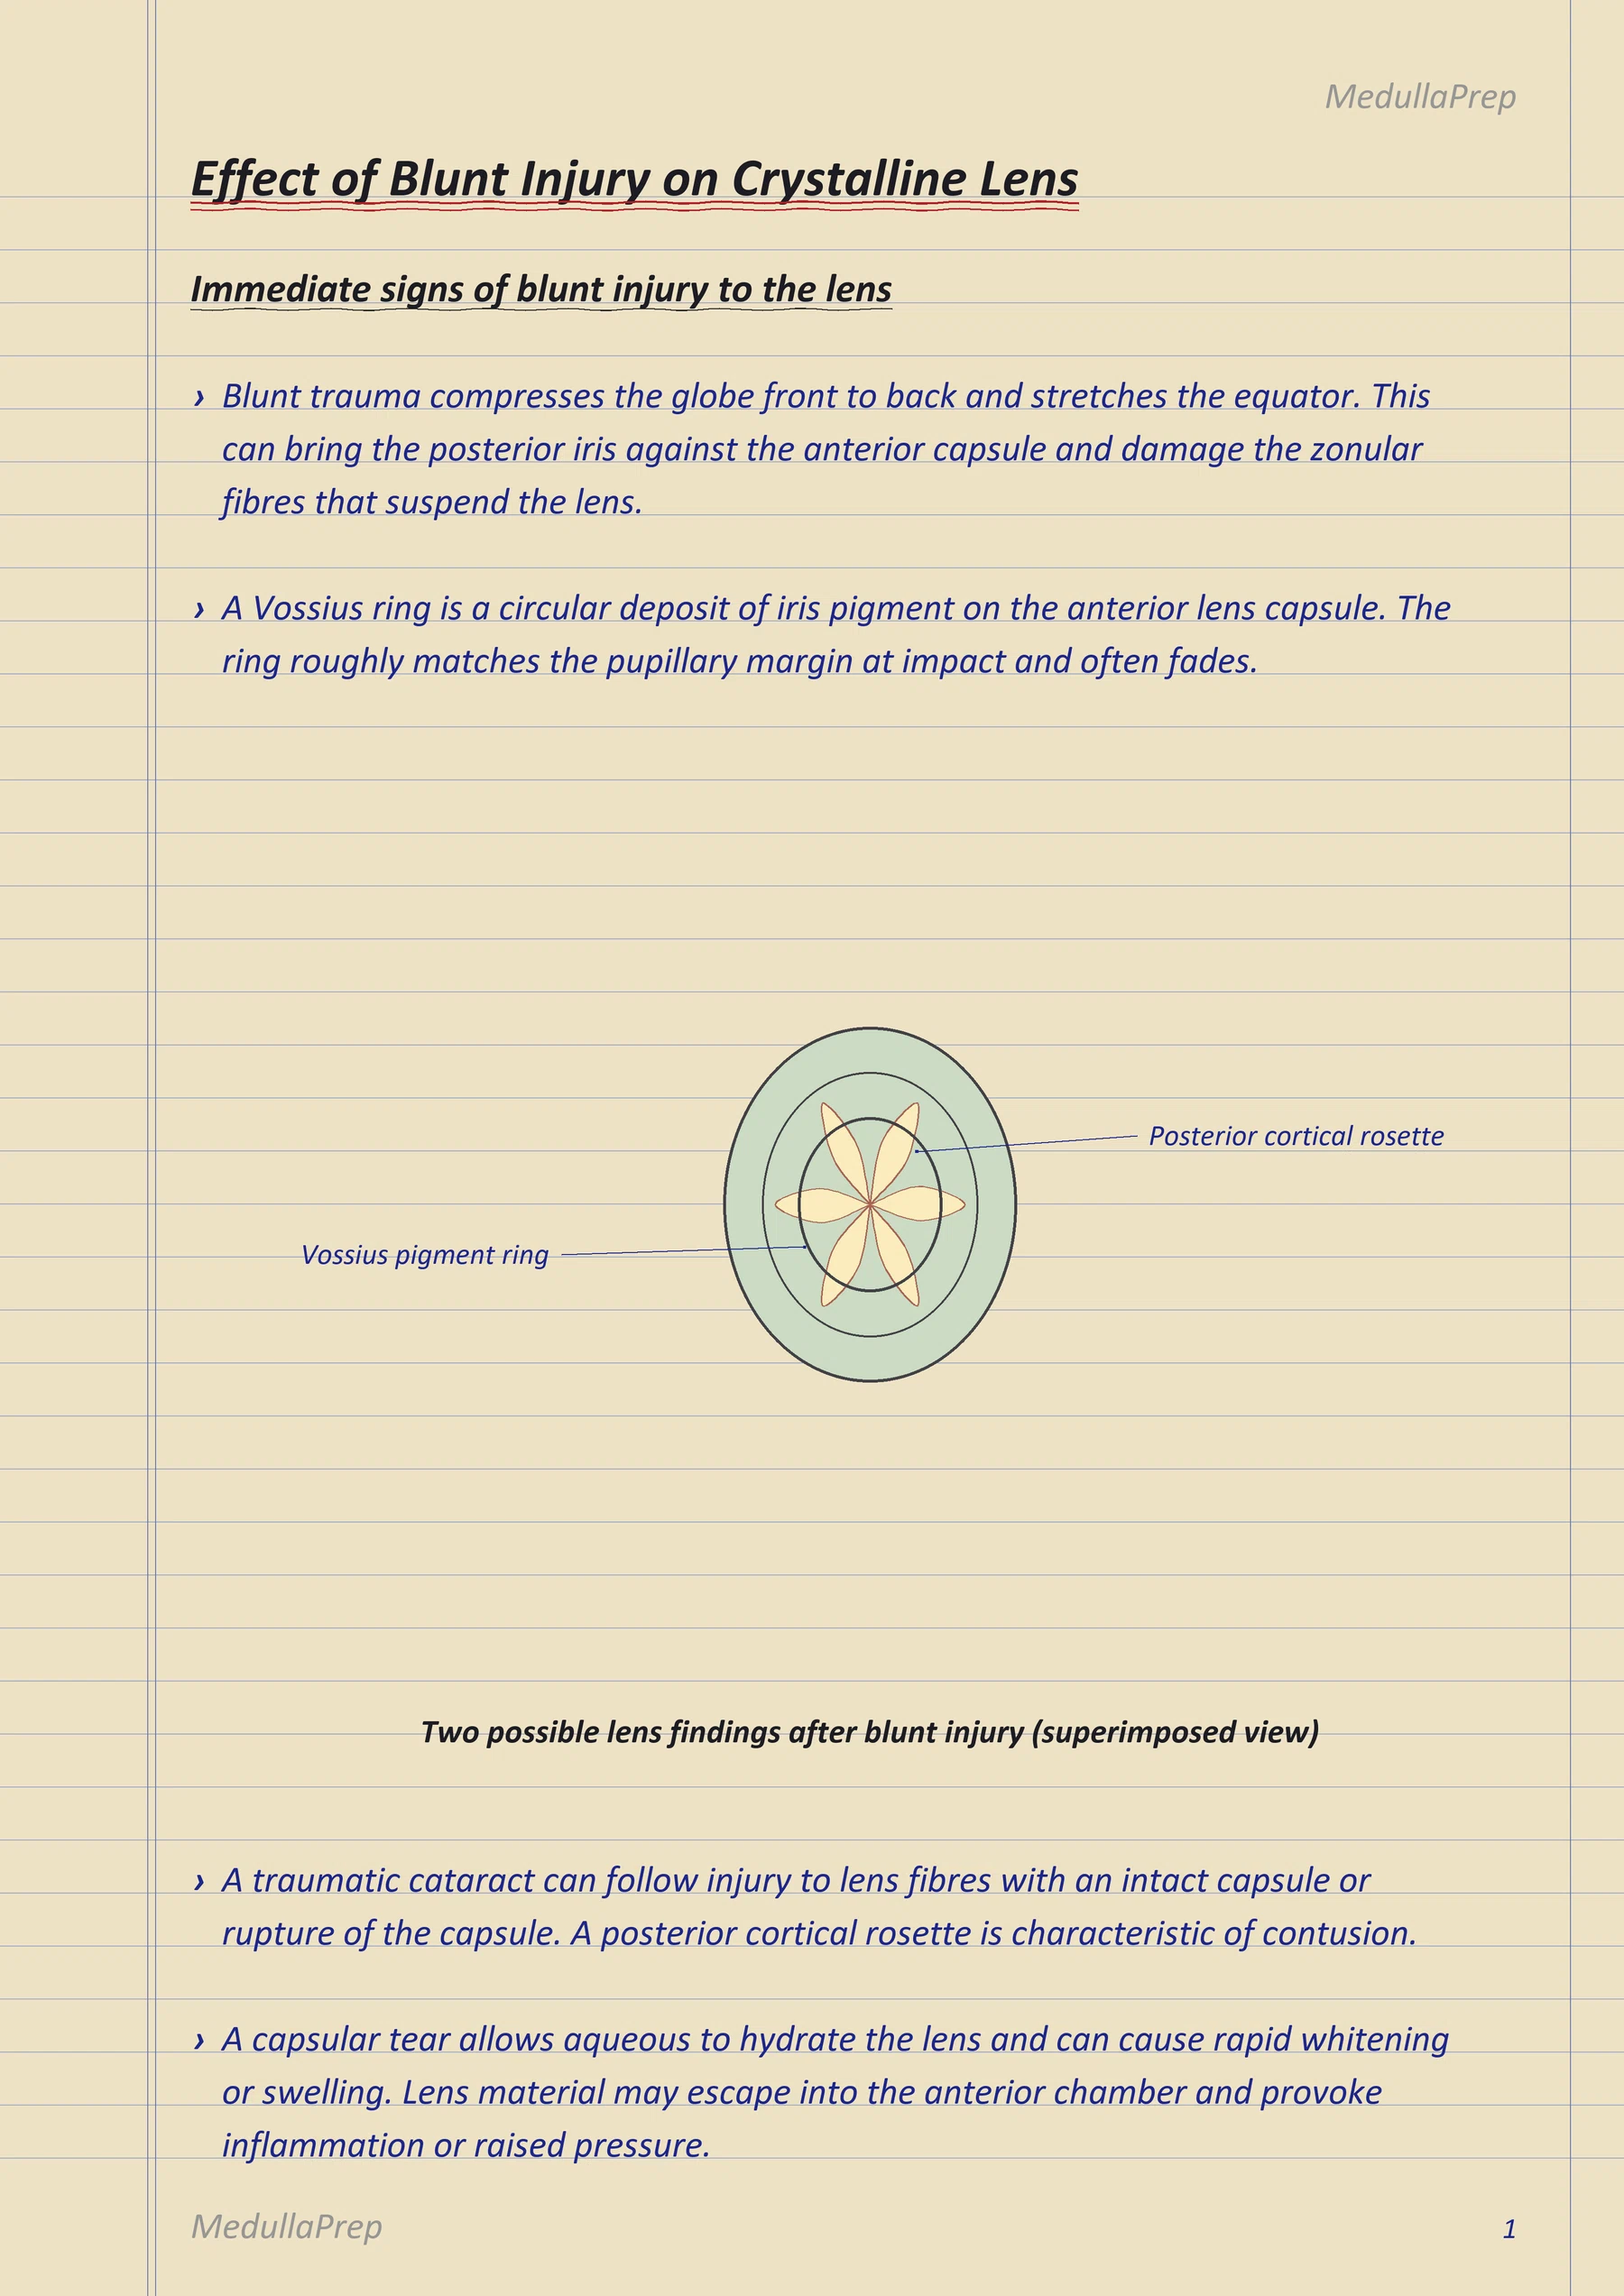 MedullaPrep
Effect of Blunt Injury on Crystalline Lens
Immediate signs of blunt injury to the lens
› Blunt trauma compresses the globe front to back and stretches the equator. This
can bring the posterior iris against the anterior capsule and damage the zonular
fibres that suspend the lens.
› A Vossius ring is a circular deposit of iris pigment on the anterior lens capsule. The
ring roughly matches the pupillary margin at impact and often fades.
Posterior cortical rosette
Vossius pigment ring
Two possible lens findings after blunt injury (superimposed view)
› A traumatic cataract can follow injury to lens fibres with an intact capsule or
rupture of the capsule. A posterior cortical rosette is characteristic of contusion.
› A capsular tear allows aqueous to hydrate the lens and can cause rapid whitening
or swelling. Lens material may escape into the anterior chamber and provoke
inflammation or raised pressure.
MedullaPrep
1